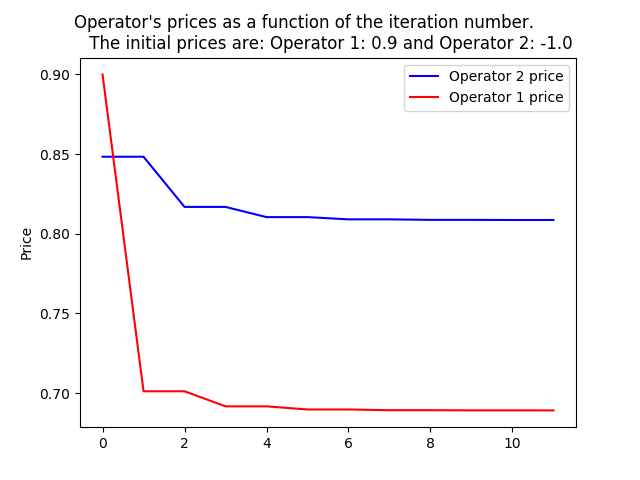 Operator's prices as a function of the iteration number.
The initial prices are: Operator 1: 0.9 and Operator 2: -1.0
Operator 2 price
Operator 1 price
Price
0.90
0.85
0.80
0.75
0.70
0 2 4 6 8 10